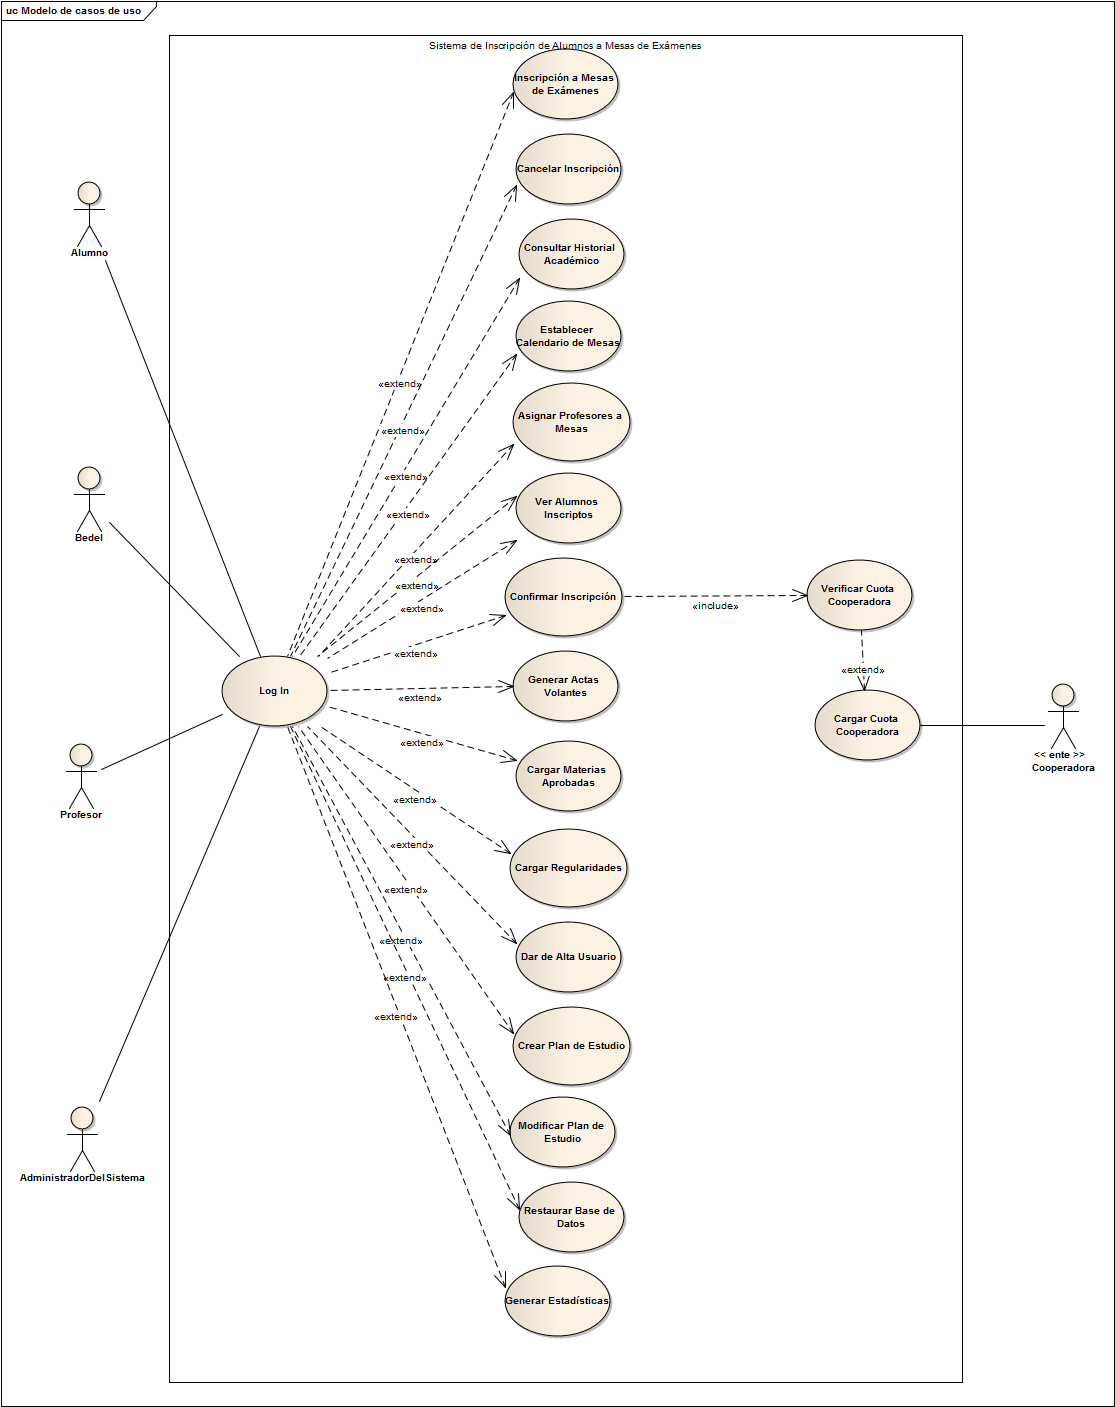 uc Modelo de casos de uso
Sistema de Inscripción de Alumnos a Mesas de Exámenes
Inscripción a Mesas
de Exámenes
Cancelar Inscripción
Alumno
Consultar Historial
Académico
Establecer
Calendario de Mesas
«extend»
Asignar Profesores a
Mesas
«extend»
«extend»
Ver Alumnos
Inscriptos
«extend»
Bedel
«extend»
«extend»
Verificar Cuota
Cooperadora
Confirmar Inscripción
«include»
«extend»
«extend»
«extend»
Generar Actas
Volantes
Log In
«extend»
Cargar Cuota
Cooperadora
«extend»
<< ente >>
Cooperadora
Cargar Materias
Aprobadas
«extend»
Profesor
«extend»
Cargar Regularidades
«extend»
«extend»
Dar de Alta Usuario
«extend»
«extend»
Crear Plan de Estudio
Modificar Plan de
Estudio
AdministradorDelSistema
Restaurar Base de
Datos
Generar Estadísticas